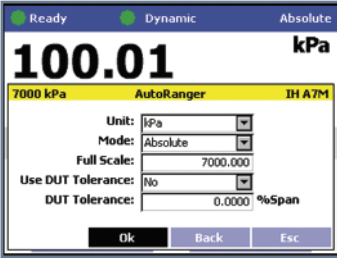 Ready Dynamic Absolute
100.01 kPa
7000 kPa AutoRanger IH A7M
Unit: kPa
Mode: Absolute
Full Scale: 7000.000
Use DUT Tolerance: No
DUT Tolerance: 0.0000 %Span
Ok Back Esc